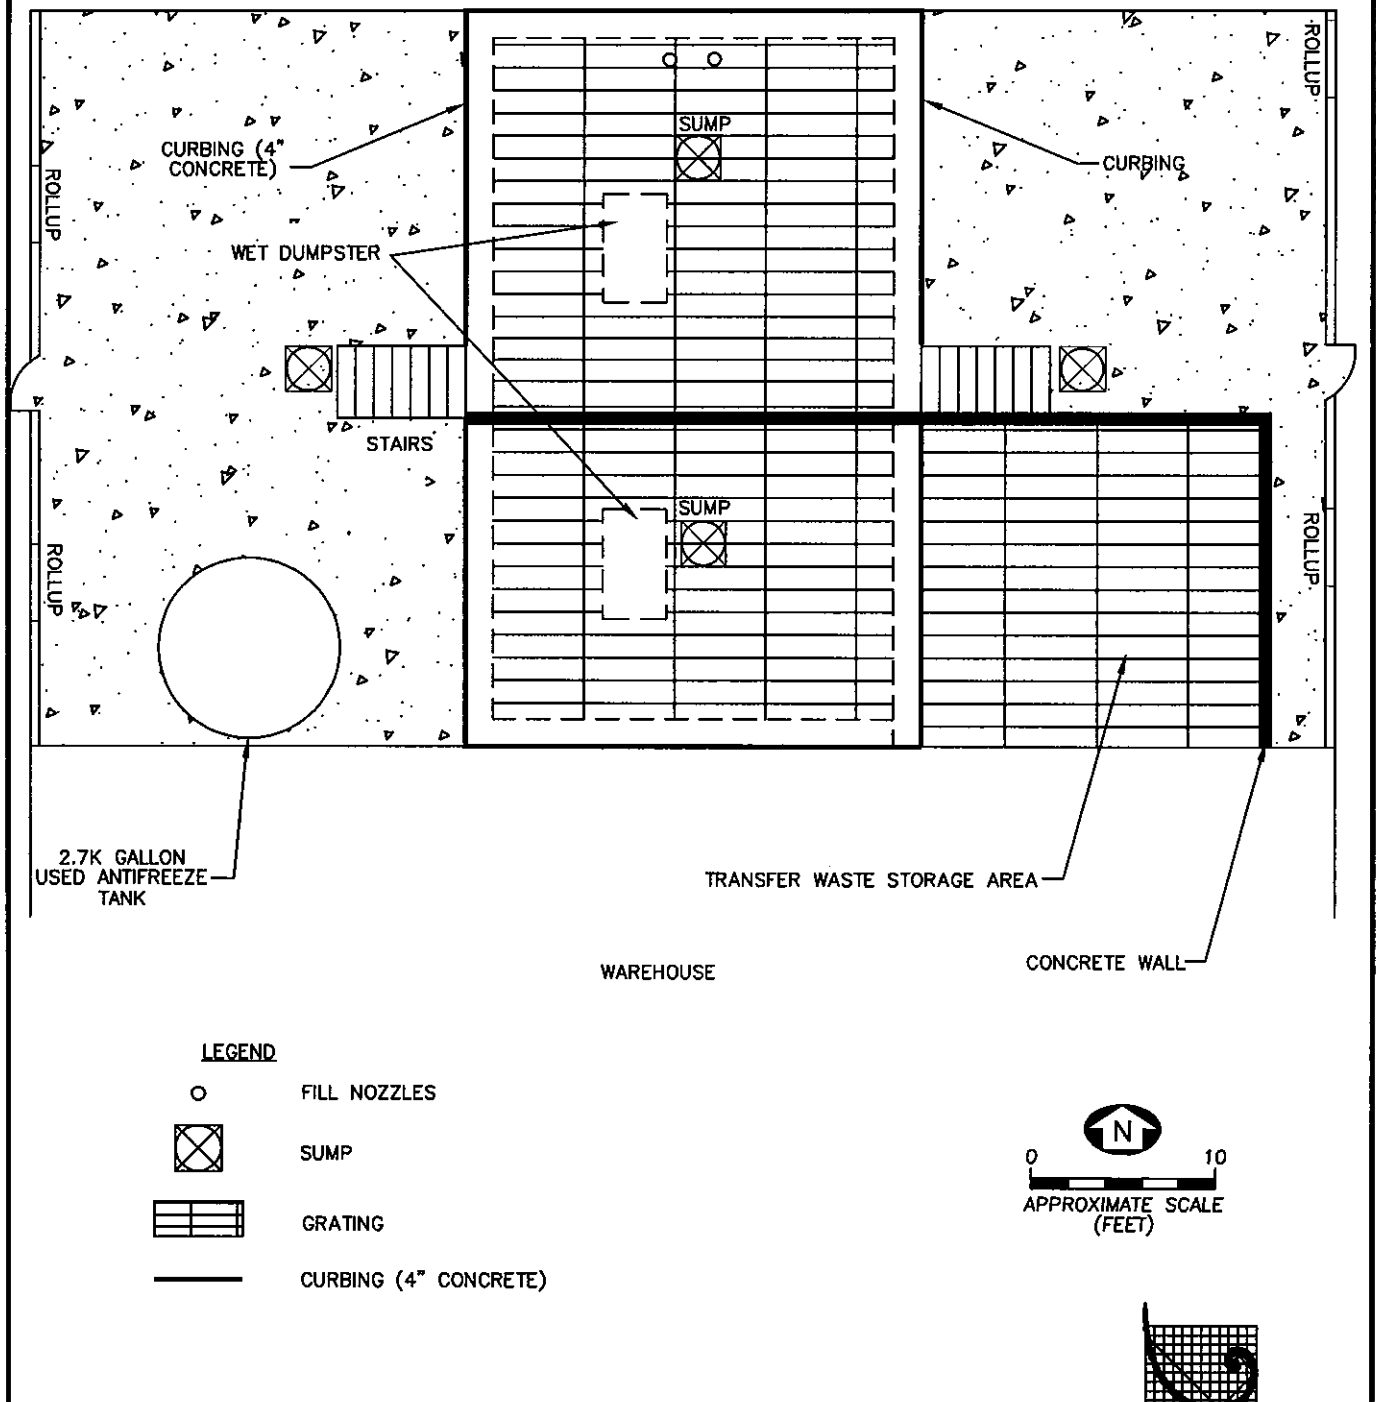 ROLLUP
SUMP
CURBING (4"
CONCRETE)
CURBING
ROLLUP
WET DUMPSTER
STAIRS
SUMP
ROLLUP
ROLLUP
2.7K GALLON
USED ANTIFREEZE
TANK
TRANSFER WASTE STORAGE AREA
CONCRETE WALL
WAREHOUSE
LEGEND
FILL NOZZLES
SUMP
GRATING
CURBING (4" CONCRETE)
N
0 10
APPROXIMATE SCALE
(FEET)